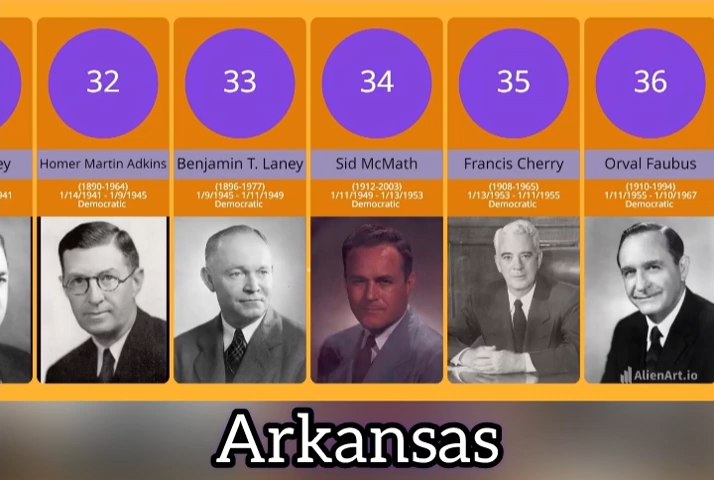 32
33
34
35
36
ey
Homer Martin Adkins
Benjamin T. Laney
Sid McMath
Francis Cherry
Orval Faubus
941
(1890-1964)
1/14/1941 - 1/9/1945
Democratic
(1896-1977)
1/9/1945 - 1/11/1949
Democratic
(1912-2003)
1/11/1949 - 1/13/1953
Democratic
(1908-1965)
1/13/1953 - 1/11/1955
Democratic
(1910-1994)
1/11/1955 - 1/10/1967
Democratic
AlienArt.io
Arkansas